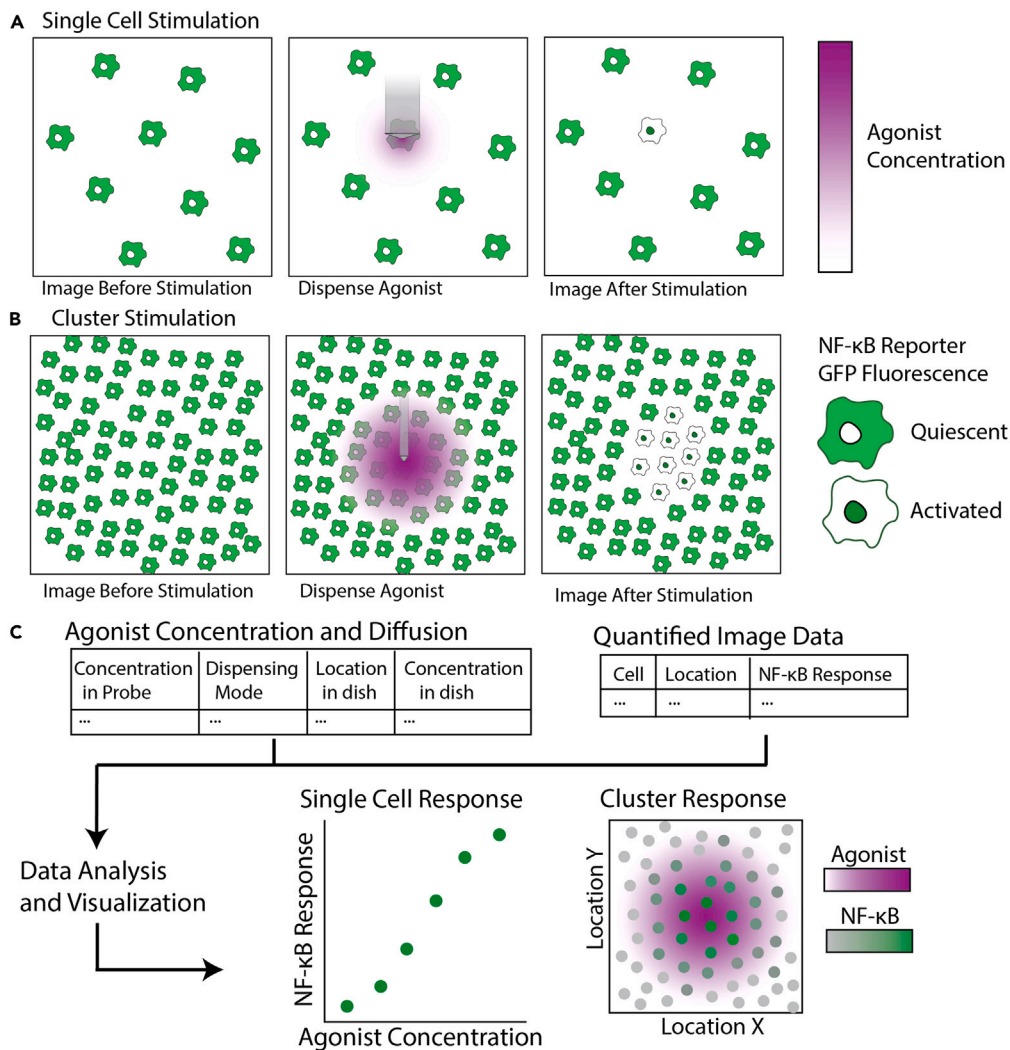 A Single Cell Stimulation
Image Before Stimulation
Dispense Agonist
Image After Stimulation
Agonist
Concentration
B Cluster Stimulation
Image Before Stimulation
Dispense Agonist
Image After Stimulation
NF-κB Reporter
GFP Fluorescence
Quiescent
Activated
C Agonist Concentration and Diffusion
Concentration in Probe
Dispensing Mode
Location in dish
Concentration in dish
... ... ... ...
Quantified Image Data
Cell Location NF-κB Response
... ... ...
Data Analysis
and Visualization
Single Cell Response
NF-κB Response
Agonist Concentration
Cluster Response
Location Y
Location X
Agonist
NF-κB